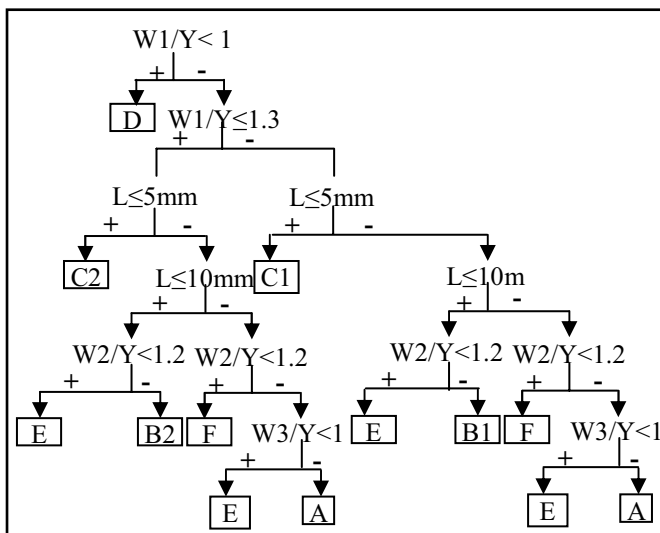 W1/Y< 1
+ -
D W1/Y≤1.3
+ -
L≤5mm L≤5mm
+ - + -
C2 L≤10mm C1 L≤10m
+ - + -
W2/Y<1.2 W2/Y<1.2 W2/Y<1.2 W2/Y<1.2
+ - + - + - + -
E B2 F W3/Y<1 E B1 F W3/Y<1
+ - + -
E A E A